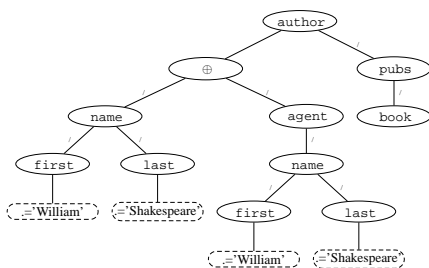 author
/
⊕ pubs
/ / /
name agent book
/ / /
first last name
.='William' .='Shakespeare' / /
first last
.='William' .='Shakespeare'